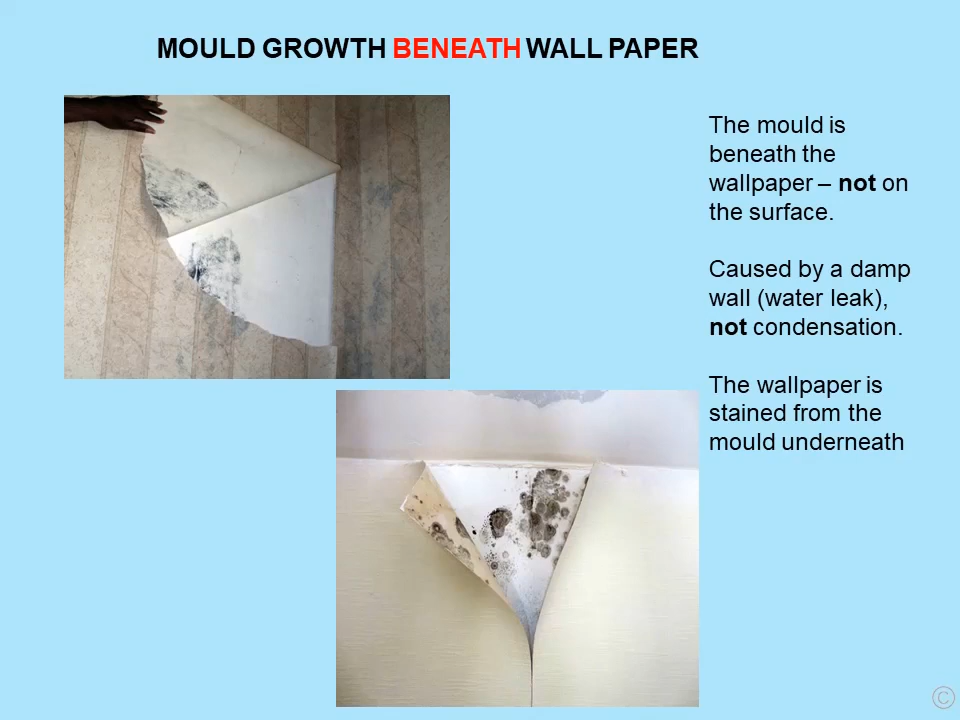 MOULD GROWTH BENEATH WALL PAPER
The mould is
beneath the
wallpaper – not on
the surface.
Caused by a damp
wall (water leak),
not condensation.
The wallpaper is
stained from the
mould underneath
©